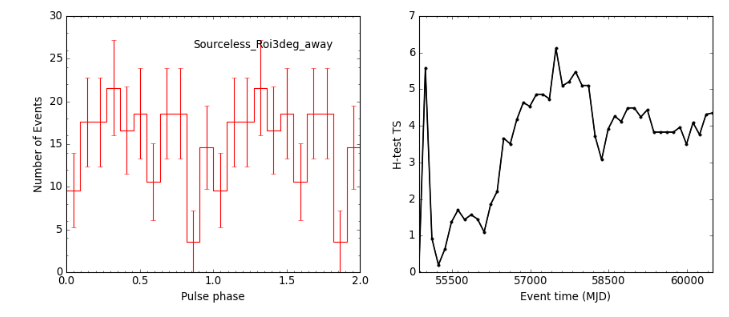 30
25
20
15
10
5
0
Number of Events
Sourceless_Roi3deg_away
0.0 0.5 1.0 1.5 2.0
Pulse phase
7
6
5
4
3
2
1
0
H-test TS
55500 57000 58500 60000
Event time (MJD)